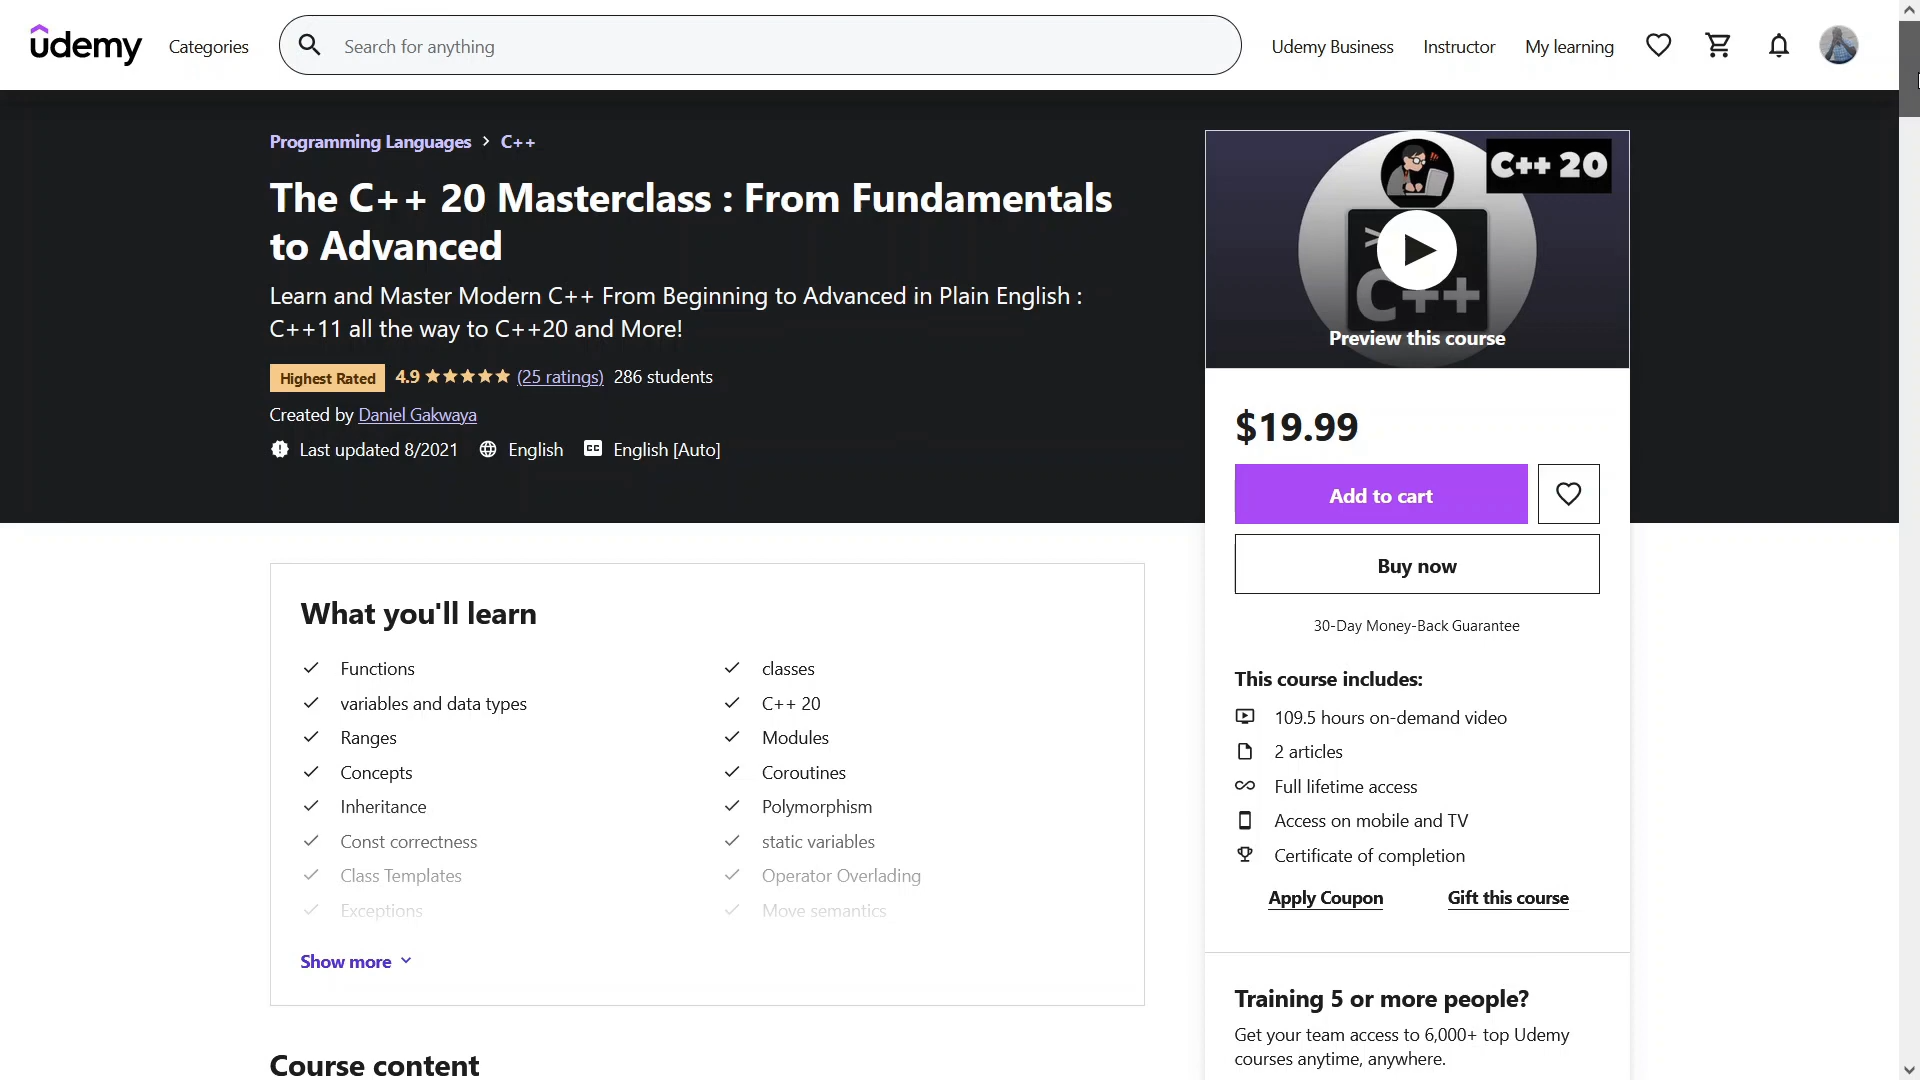 udemy
Categories
Search for anything
Udemy Business
Instructor
My learning
Programming Languages > C++
The C++ 20 Masterclass : From Fundamentals
to Advanced
Learn and Master Modern C++ From Beginning to Advanced in Plain English :
C++11 all the way to C++20 and More!
Highest Rated 4.9 (25 ratings) 286 students
Created by Daniel Gakwaya
Last updated 8/2021 English CC English [Auto]
C++ 20
C++
Preview this course
$19.99
Add to cart
Buy now
30-Day Money-Back Guarantee
This course includes:
109.5 hours on-demand video
2 articles
Full lifetime access
Access on mobile and TV
Certificate of completion
Apply Coupon
Gift this course
Training 5 or more people?
Get your team access to 6,000+ top Udemy
courses anytime, anywhere.
What you'll learn
Functions
classes
variables and data types
C++ 20
Ranges
Modules
Concepts
Coroutines
Inheritance
Polymorphism
Const correctness
static variables
Class Templates
Operator Overlading
Exceptions
Move semantics
Show more
Course content